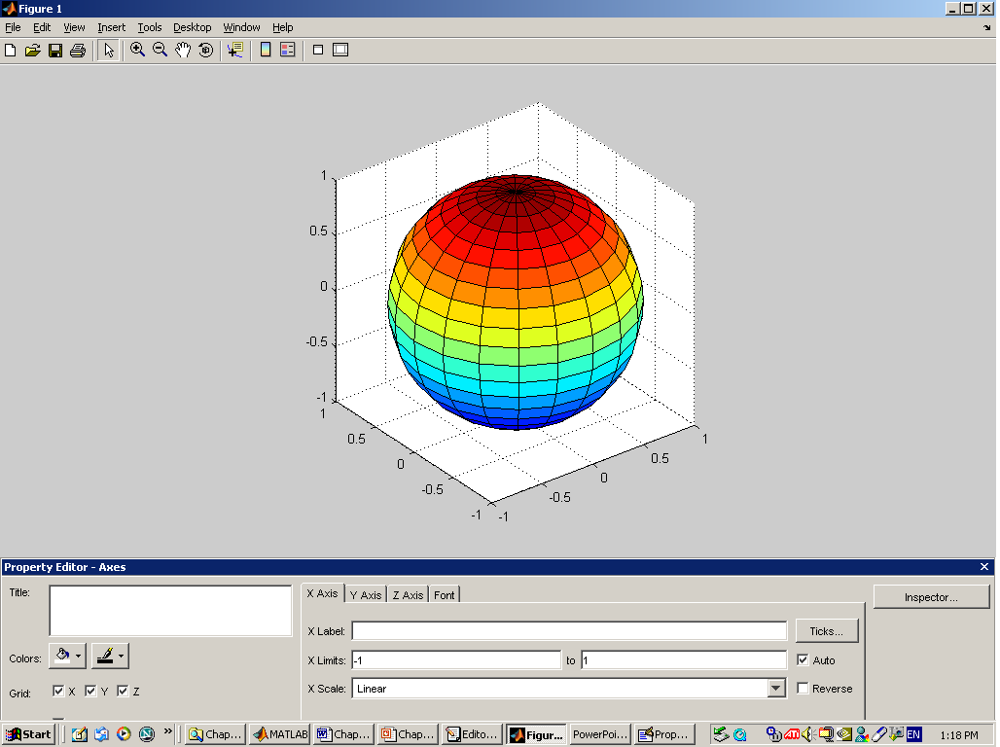 Figure 1
File Edit View Insert Tools Desktop Window Help
1
0.5
0
-0.5
-1
1
0.5
0
-0.5
-1
-1
-0.5
0
0.5
1
Property Editor - Axes
Title:
X Axis Y Axis Z Axis Font
Inspector...
X Label:
Ticks...
Colors:
X Limits: -1 to 1
Auto
Grid: X Y Z
X Scale: Linear
Reverse
Start Chap... MATLAB Chap... Chap... Edito... Figur... PowerPoi... Prop... EN 1:18 PM